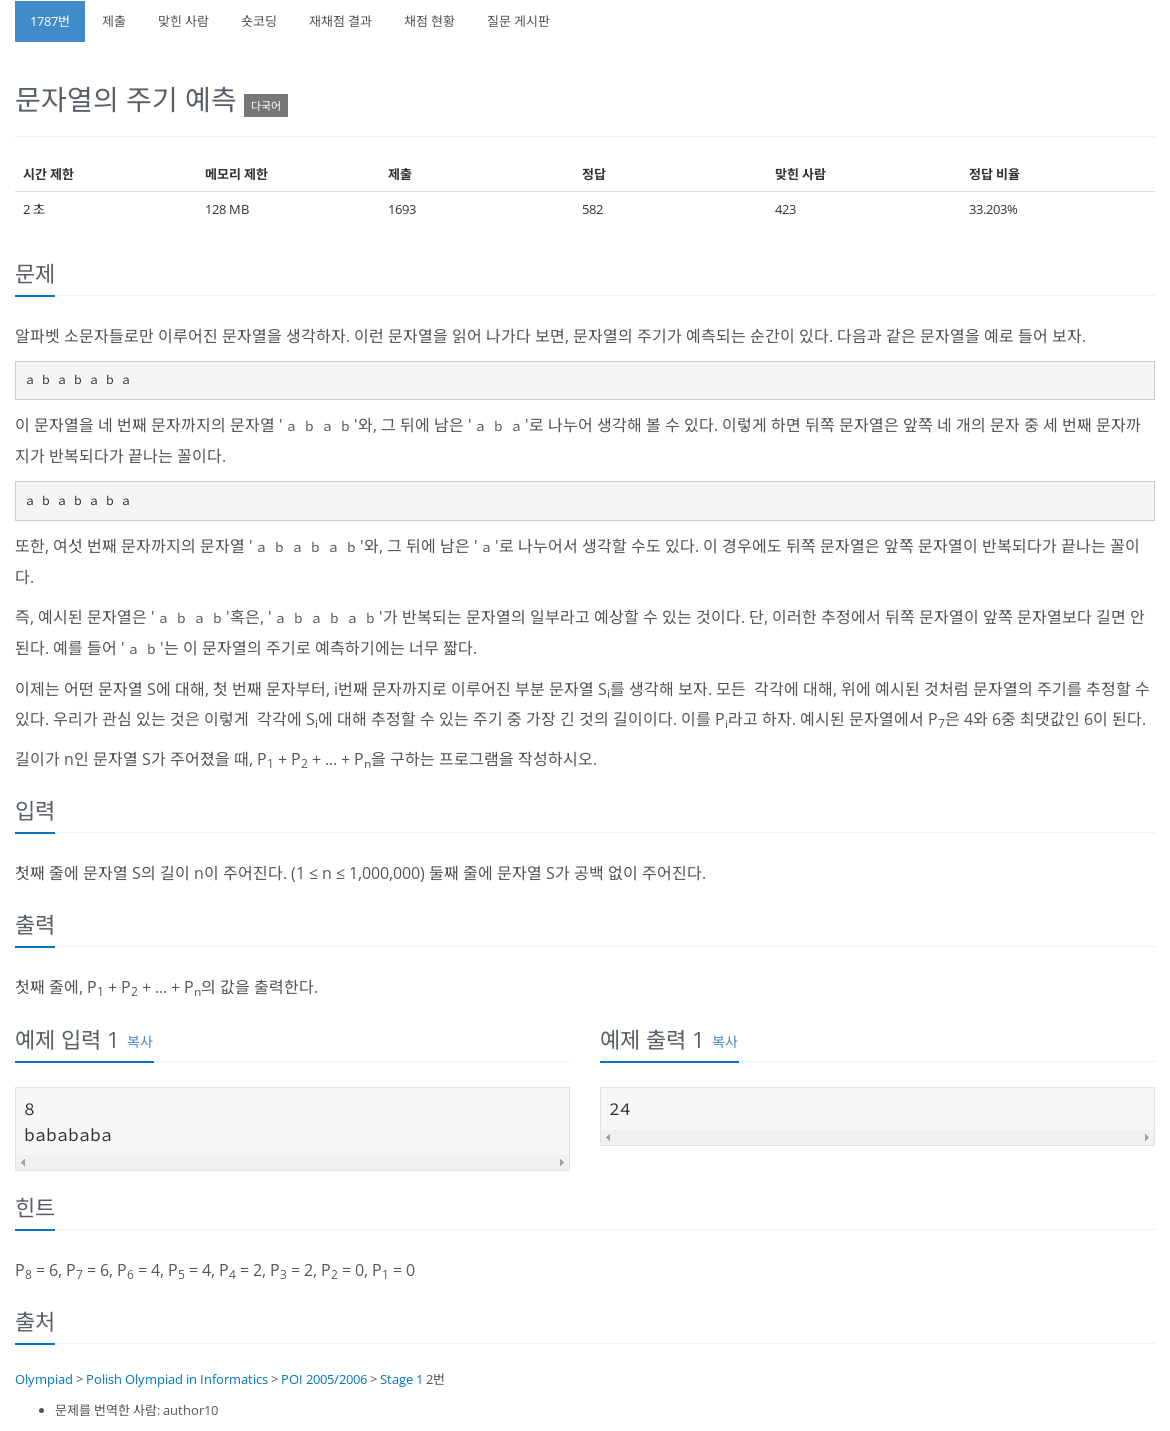 1787번 제출 맞힌 사람 숏코딩 재채점 결과 채점 현황 질문 게시판
문자열의 주기 예측 다국어
시간 제한 메모리 제한 제출 정답 맞힌 사람 정답 비율
2 초 128 MB 1693 582 423 33.203%
문제
알파벳 소문자들로만 이루어진 문자열을 생각하자. 이런 문자열을 읽어 나가다 보면, 문자열의 주기가 예측되는 순간이 있다. 다음과 같은 문자열을 예로 들어 보자.
a b a b a b a
이 문자열을 네 번째 문자까지의 문자열 ' a b a b '와, 그 뒤에 남은 ' a b a '로 나누어 생각해 볼 수 있다. 이렇게 하면 뒤쪽 문자열은 앞쪽 네 개의 문자 중 세 번째 문자까
지가 반복되다가 끝나는 꼴이다.
a b a b a b a
또한, 여섯 번째 문자까지의 문자열 ' a b a b a b '와, 그 뒤에 남은 ' a '로 나누어서 생각할 수도 있다. 이 경우에도 뒤쪽 문자열은 앞쪽 문자열이 반복되다가 끝나는 꼴이
다.
즉, 예시된 문자열은 ' a b a b '혹은, ' a b a b a b '가 반복되는 문자열의 일부라고 예상할 수 있는 것이다. 단, 이러한 추정에서 뒤쪽 문자열이 앞쪽 문자열보다 길면 안
된다. 예를 들어 ' a b '는 이 문자열의 주기로 예측하기에는 너무 짧다.
이제는 어떤 문자열 S에 대해, 첫 번째 문자부터, i번째 문자까지로 이루어진 부분 문자열 Si를 생각해 보자. 모든 각각에 대해, 위에 예시된 것처럼 문자열의 주기를 추정할 수
있다. 우리가 관심 있는 것은 이렇게 각각에 Si에 대해 추정할 수 있는 주기 중 가장 긴 것의 길이이다. 이를 Pi라고 하자. 예시된 문자열에서 P7은 4와 6중 최댓값인 6이 된다.
길이가 n인 문자열 S가 주어졌을 때, P1 + P2 + ... + Pn을 구하는 프로그램을 작성하시오.
입력
첫째 줄에 문자열 S의 길이 n이 주어진다. (1 ≤ n ≤ 1,000,000) 둘째 줄에 문자열 S가 공백 없이 주어진다.
출력
첫째 줄에, P1 + P2 + ... + Pn의 값을 출력한다.
예제 입력 1 복사
8
babababa
예제 출력 1 복사
24
힌트
P8 = 6, P7 = 6, P6 = 4, P5 = 4, P4 = 2, P3 = 2, P2 = 0, P1 = 0
출처
Olympiad > Polish Olympiad in Informatics > POI 2005/2006 > Stage 1 2번
• 문제를 번역한 사람: author10